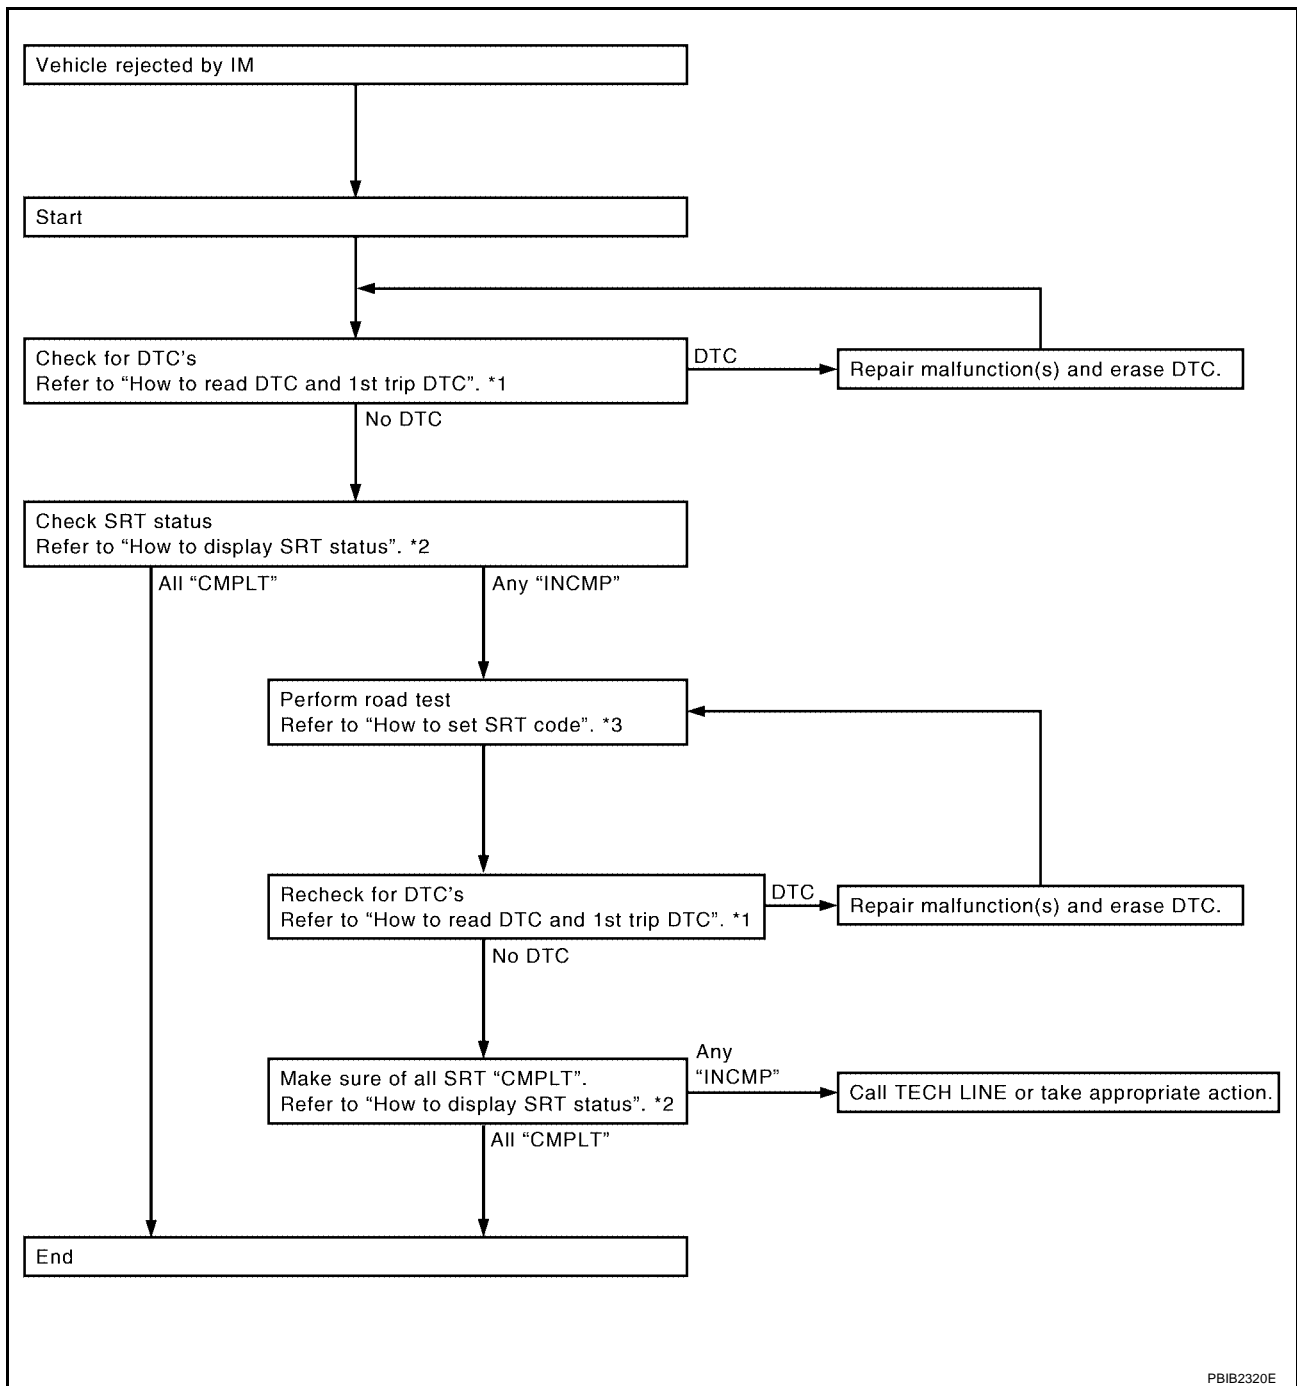 Vehicle rejected by IM
Start
Check for DTC's
Refer to “How to read DTC and 1st trip DTC”. *1
DTC
Repair malfunction(s) and erase DTC.
No DTC
Check SRT status
Refer to “How to display SRT status”. *2
All “CMPLT”
Any “INCMP”
Perform road test
Refer to “How to set SRT code”. *3
Recheck for DTC's
Refer to “How to read DTC and 1st trip DTC”. *1
DTC
Repair malfunction(s) and erase DTC.
No DTC
Make sure of all SRT “CMPLT”.
Refer to “How to display SRT status”. *2
Any
“INCMP”
Call TECH LINE or take appropriate action.
All “CMPLT”
End
PBIB2320E